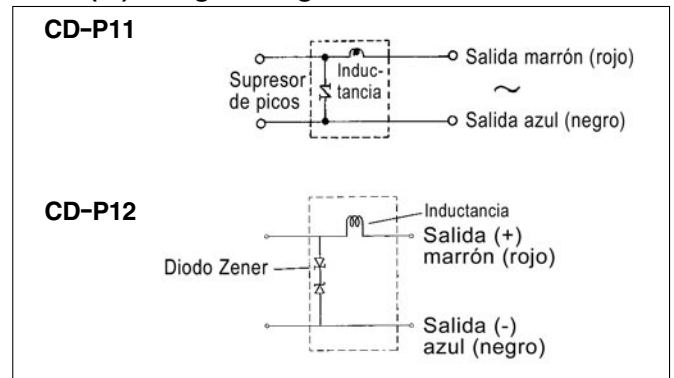 CD-P11
Salida marrón (rojo)
Supresor
de picos
Induc-
tancia
~
Salida azul (negro)
CD-P12
Inductancia
Salida (+)
marrón (rojo)
Diodo Zener
Salida (-)
azul (negro)